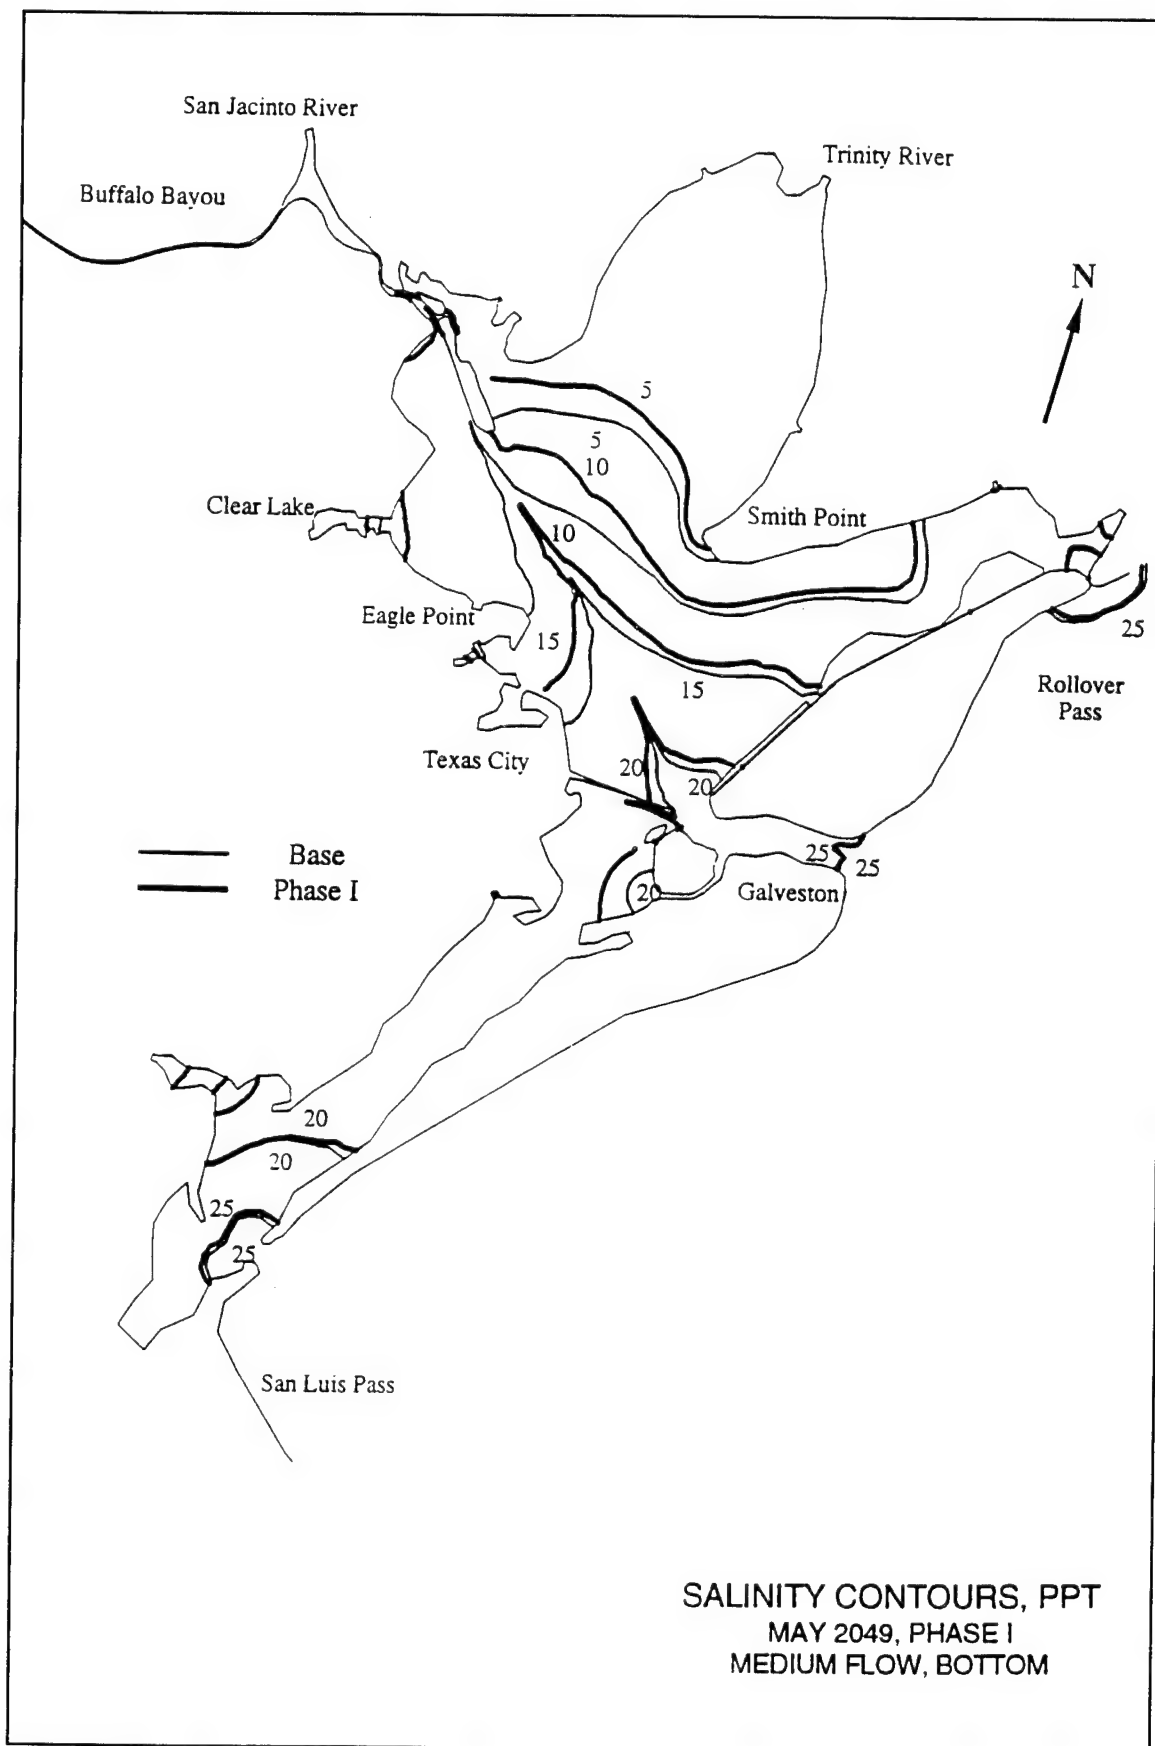 San Jacinto River
Trinity River
Buffalo Bayou
N
5
5
10
Clear Lake
Smith Point
10
Eagle Point
15
25
15
Rollover
Pass
Texas City
20
20
Base
25
25
Phase I
20
Galveston
20
20
25
25
San Luis Pass
SALINITY CONTOURS, PPT
MAY 2049, PHASE I
MEDIUM FLOW, BOTTOM